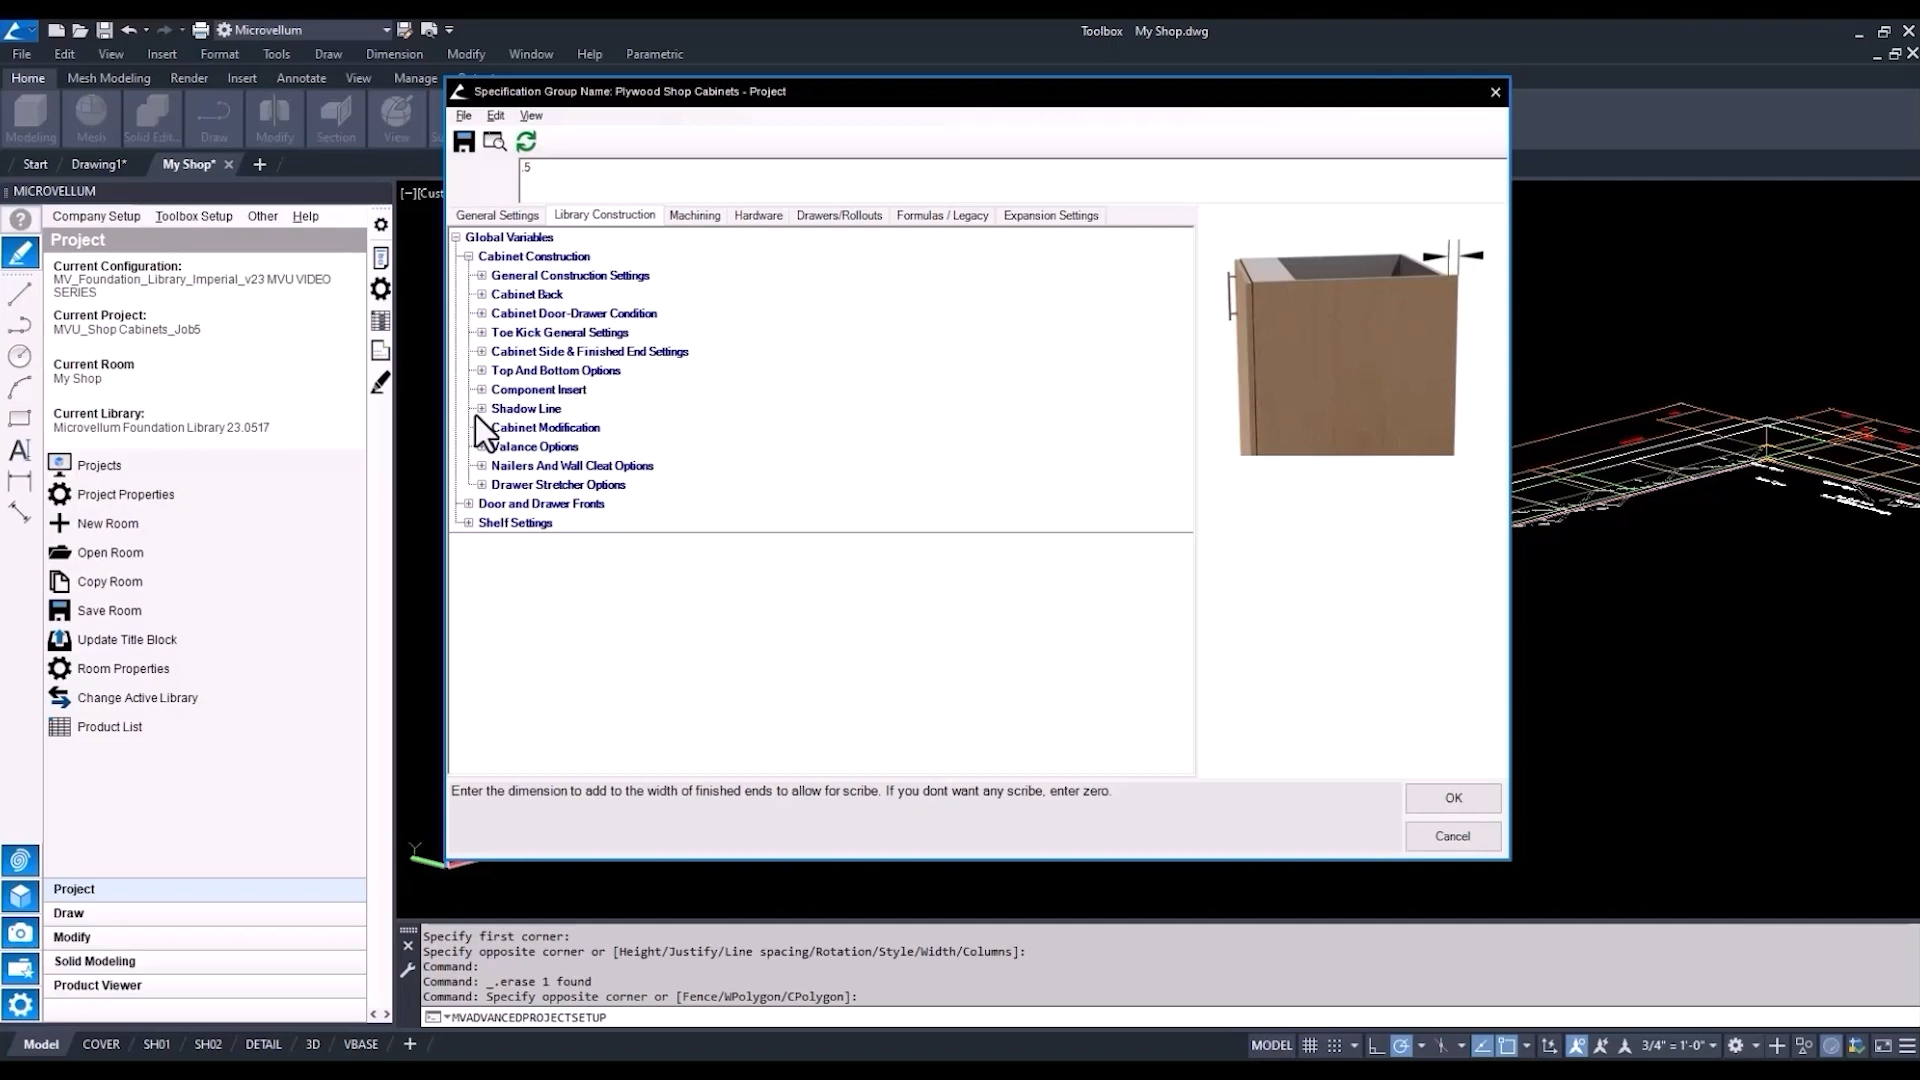 Microvellum
Toolbox My Shop.dwg
File Edit View Insert Format Tools Draw Dimension Modify Window Help Parametric
Home Mesh Modeling Render Insert Annotate View Manage
Modeling Mesh Solid Edit... Draw Modify Section View
Start Drawing1* My Shop*
MICROVELLUM
Company Setup Toolbox Setup Other Help
Project
Current Configuration:
MV_Foundation_Library_Imperial_v23 MVU VIDEO
SERIES
Current Project:
MVU_Shop Cabinets_Job5
Current Room
My Shop
Current Library:
Microvellum Foundation Library 23.0517
Projects
Project Properties
New Room
Open Room
Copy Room
Save Room
Update Title Block
Room Properties
Change Active Library
Product List
Project
Draw
Modify
Solid Modeling
Product Viewer
[−][Cust
Specification Group Name: Plywood Shop Cabinets - Project
File Edit View
.5
General Settings Library Construction Machining Hardware Drawers/Rollouts Formulas / Legacy Expansion Settings
Global Variables
Cabinet Construction
General Construction Settings
Cabinet Back
Cabinet Door-Drawer Condition
Toe Kick General Settings
Cabinet Side & Finished End Settings
Top And Bottom Options
Component Insert
Shadow Line
Cabinet Modification
Valance Options
Nailers And Wall Cleat Options
Drawer Stretcher Options
Door and Drawer Fronts
Shelf Settings
Enter the dimension to add to the width of finished ends to allow for scribe. If you dont want any scribe, enter zero.
OK
Cancel
Y
Specify first corner:
Specify opposite corner or [Height/Justify/Line spacing/Rotation/Style/Width/Columns]:
Command:
Command: _.erase 1 found
Command: Specify opposite corner or [Fence/WPolygon/CPolygon]:
MVADVANCEDPROJECTSETUP
Model COVER SH01 SH02 DETAIL 3D VBASE
MODEL 3/4" = 1'-0"